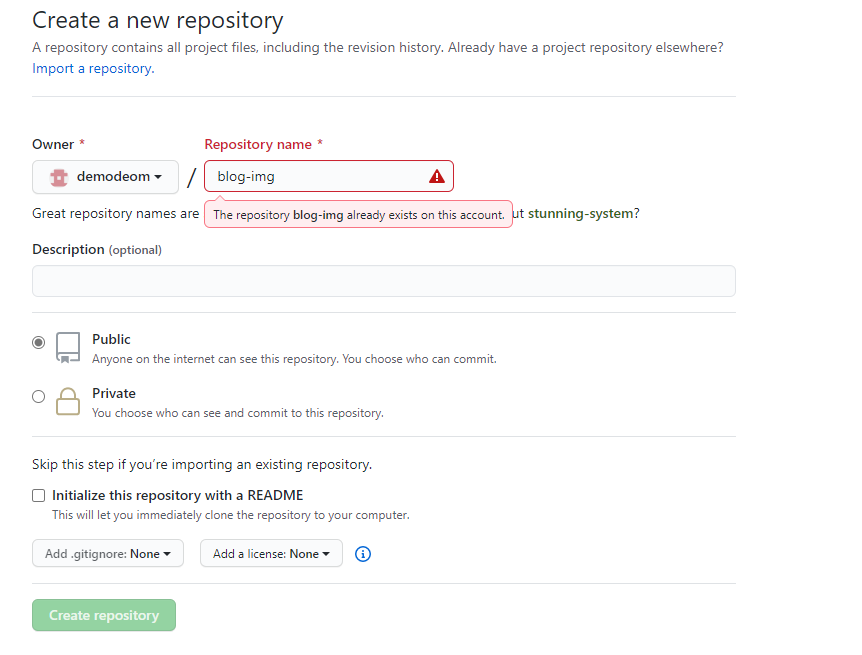 Create a new repository
A repository contains all project files, including the revision history. Already have a project repository elsewhere?
Import a repository.
Owner *
Repository name *
demodeom
/
blog-img
Great repository names are
The repository blog-img already exists on this account.
ut stunning-system?
Description (optional)
Public
Anyone on the internet can see this repository. You choose who can commit.
Private
You choose who can see and commit to this repository.
Skip this step if you’re importing an existing repository.
Initialize this repository with a README
This will let you immediately clone the repository to your computer.
Add .gitignore: None
Add a license: None
Create repository